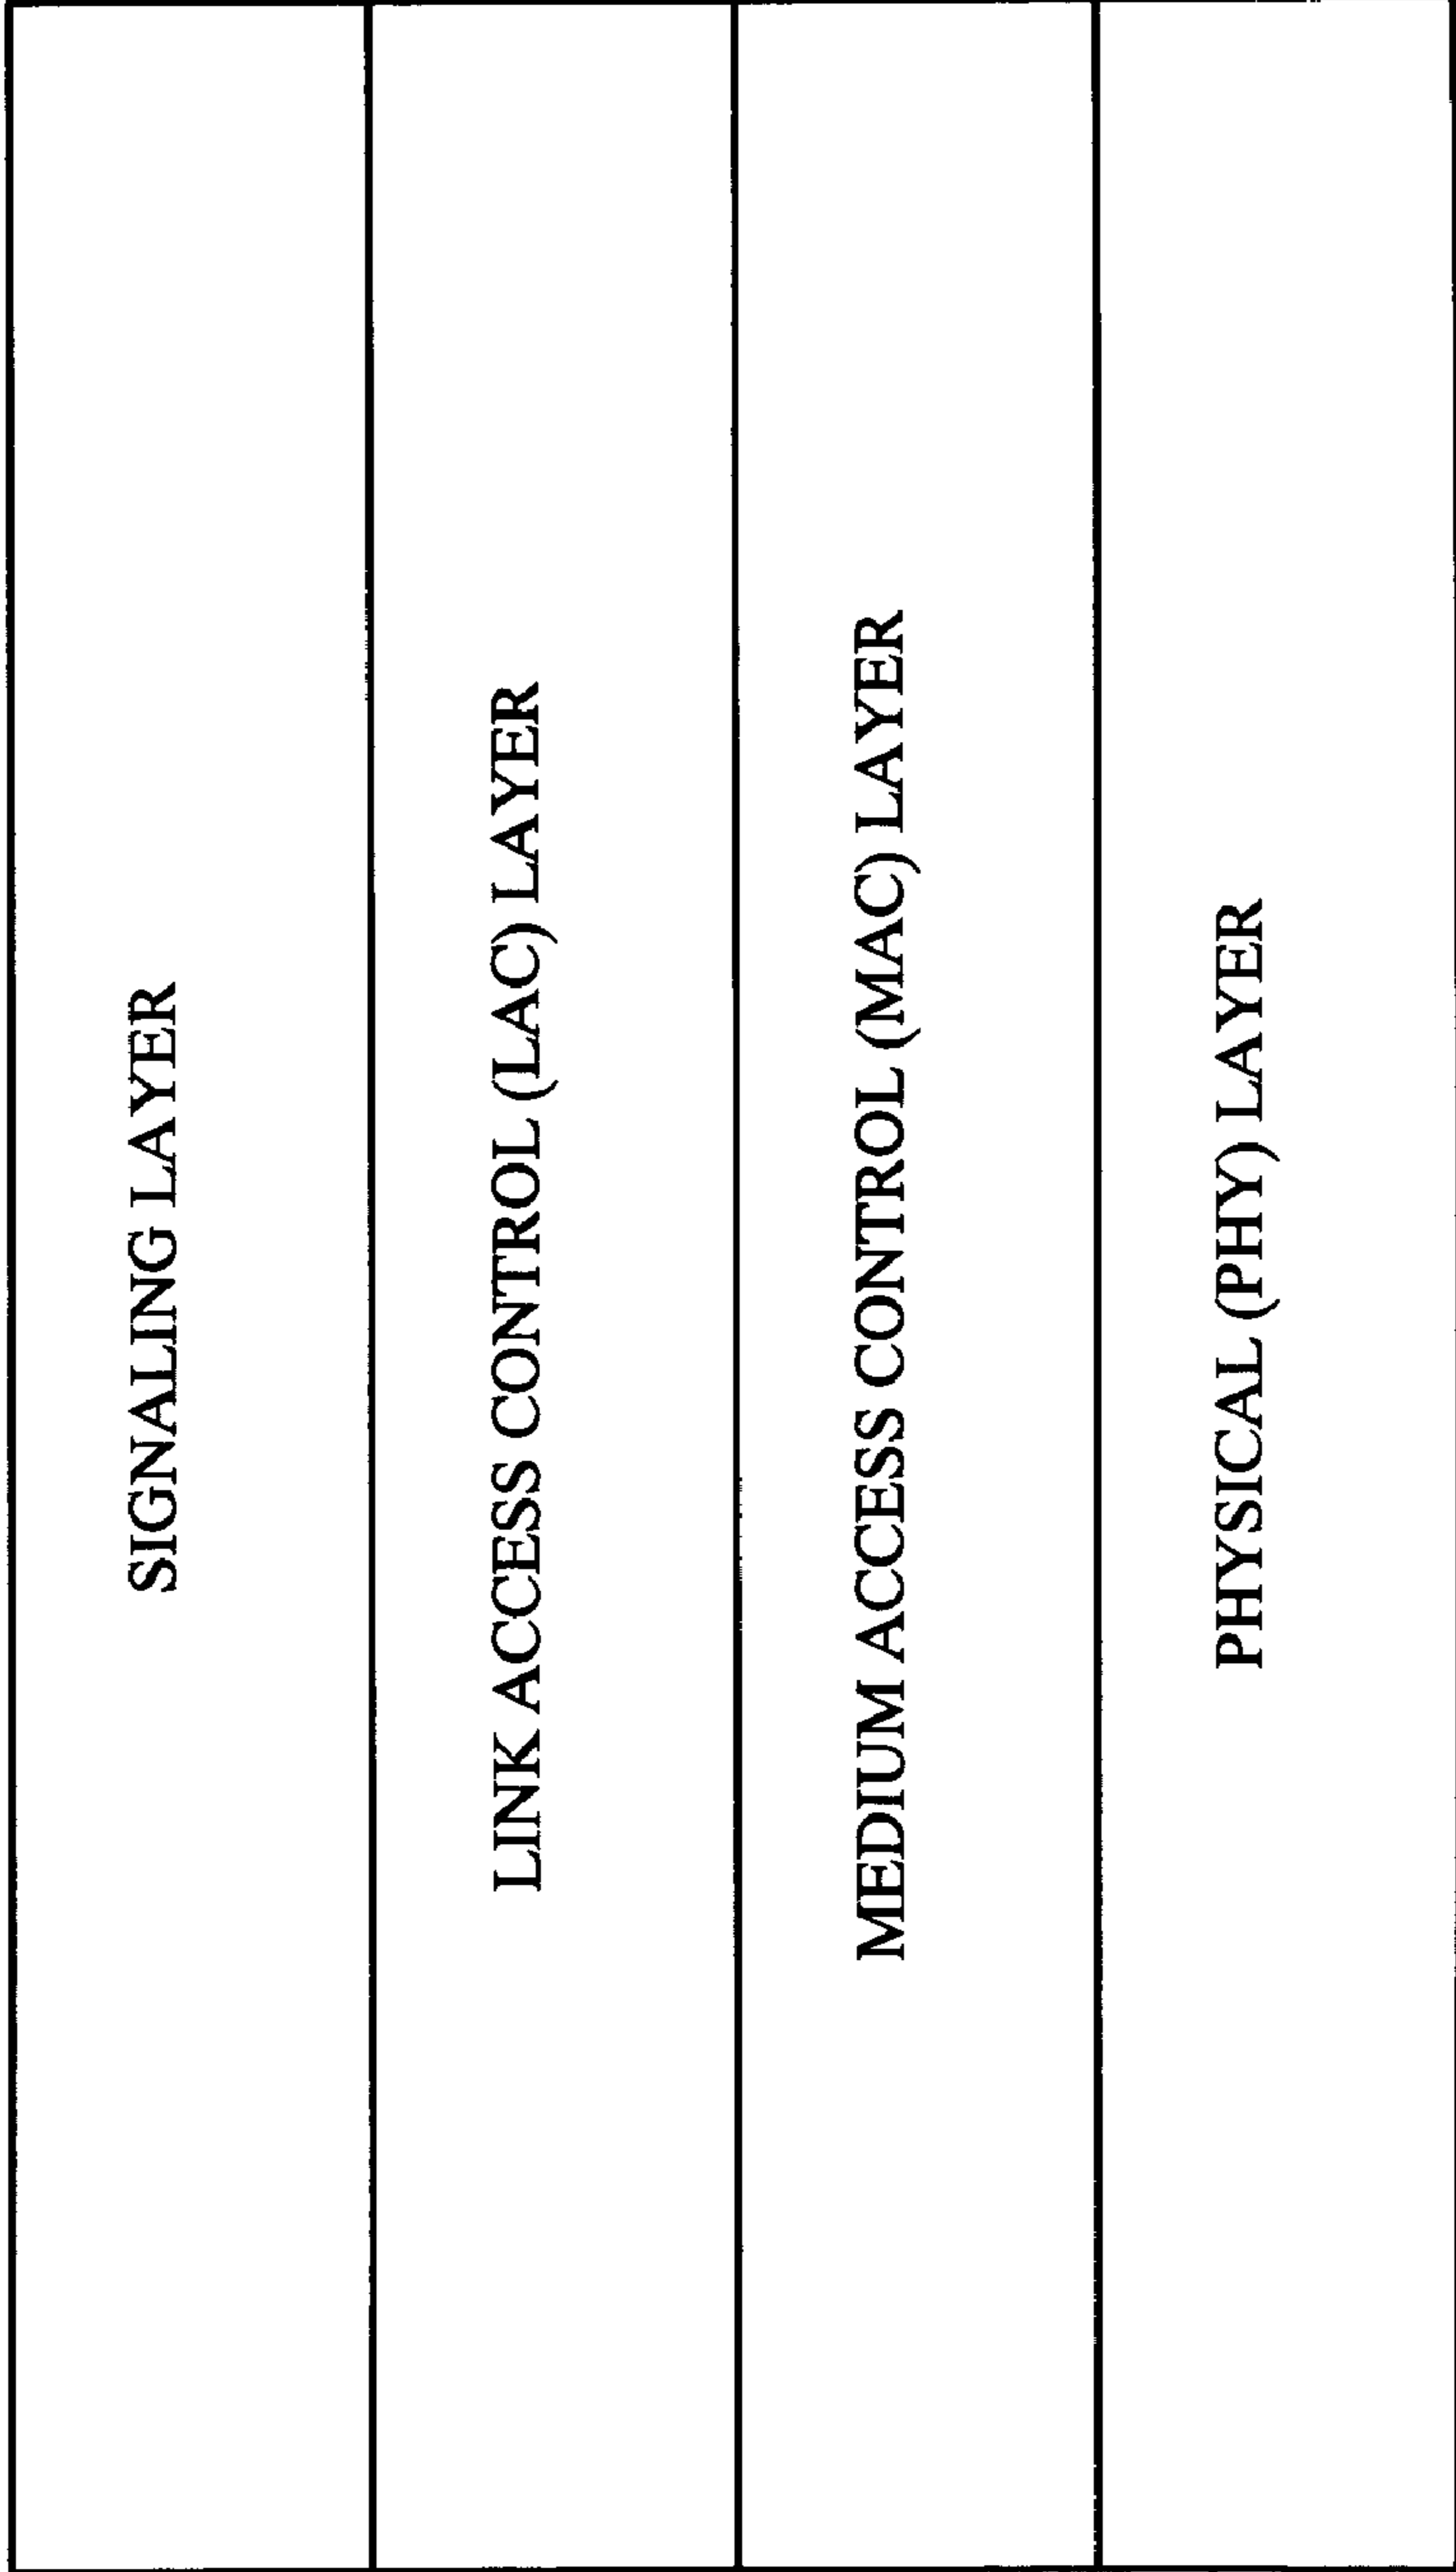 SIGNALING LAYER
LINK ACCESS CONTROL (LAC) LAYER
MEDIUM ACCESS CONTROL (MAC) LAYER
PHYSICAL (PHY) LAYER